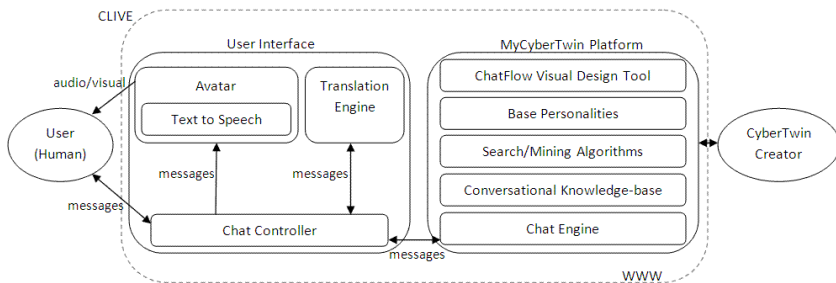 CLIVE
User Interface
MyCyberTwin Platform
audio/visual
Avatar
Text to Speech
Translation
Engine
ChatFlow Visual Design Tool
Base Personalities
Search/Mining Algorithms
Conversational Knowledge-base
Chat Engine
User
(Human)
CyberTwin
Creator
messages
messages
messages
Chat Controller
messages
WWW